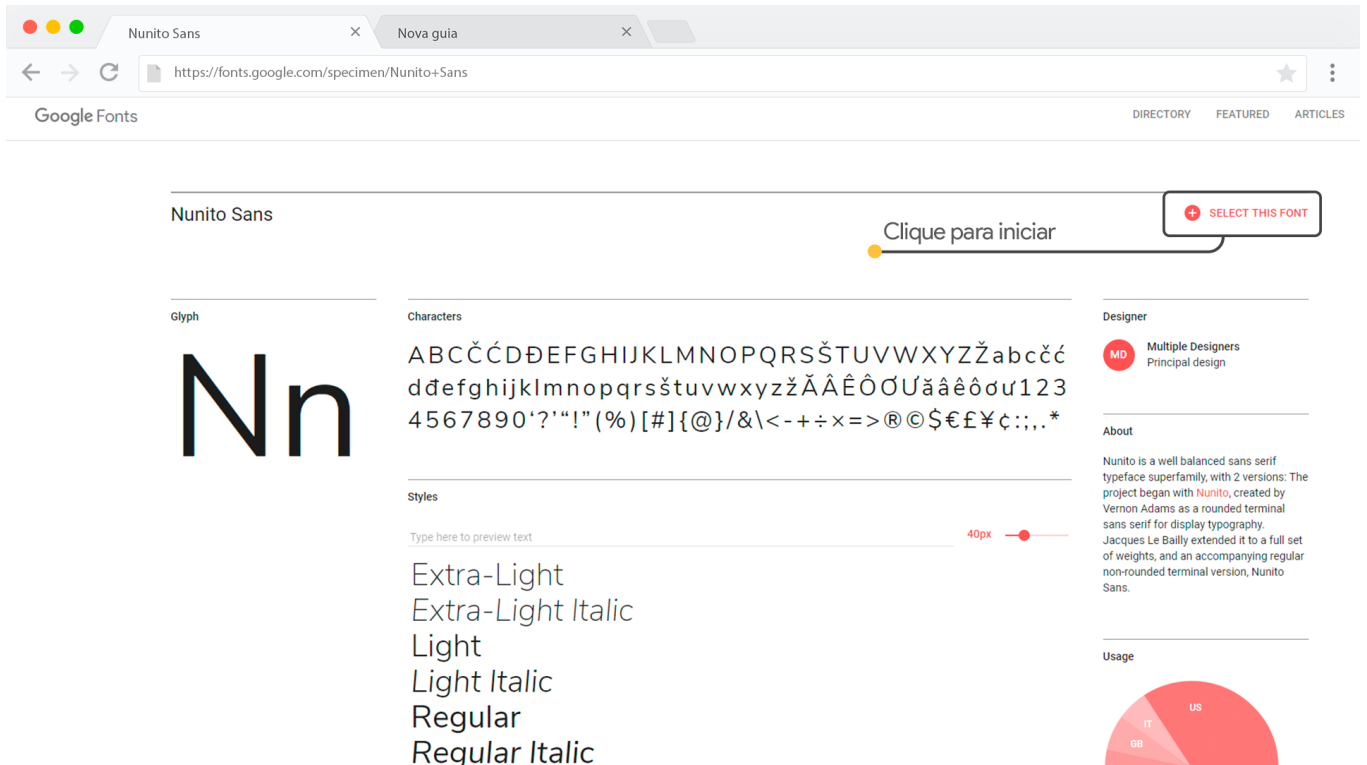 Nunito Sans
Nova guia
https://fonts.google.com/specimen/Nunito+Sans
Google Fonts
DIRECTORY FEATURED ARTICLES
Nunito Sans
SELECT THIS FONT
Clique para iniciar
Glyph
Nn
Characters
ABCČĆDĐEFGHIJKLMNOPQRSŠTUVWXYZŽabcčć
dđefghijklmnopqrsštuvwxyzžĂÂÊÔƠƯăâêôơư123
4567890‘?’“!”(%)[#]{@}/&\<-+÷×=>®©$€£¥¢:;,.*
Styles
Type here to preview text
40px
Extra-Light
Extra-Light Italic
Light
Light Italic
Regular
Regular Italic
Designer
MD
Multiple Designers
Principal design
About
Nunito is a well balanced sans serif
typeface superfamily, with 2 versions: The
project began with Nunito, created by
Vernon Adams as a rounded terminal
sans serif for display typography.
Jacques Le Bailly extended it to a full set
of weights, and an accompanying regular
non-rounded terminal version, Nunito
Sans.
Usage
US
IT
GB